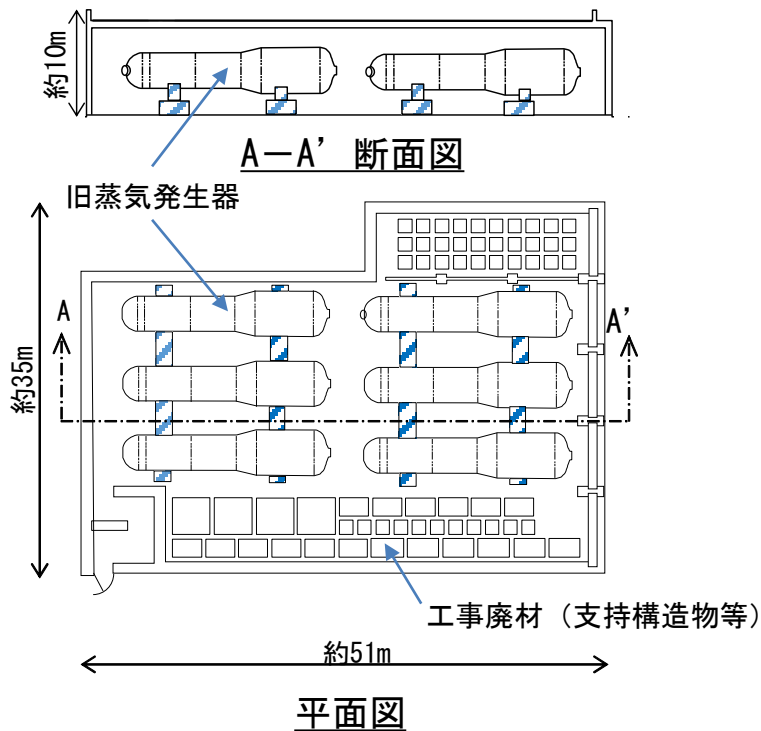 約10m
A－A’ 断面図
旧蒸気発生器
A
A’
約35m
工事廃材（支持構造物等）
約51m
平面図